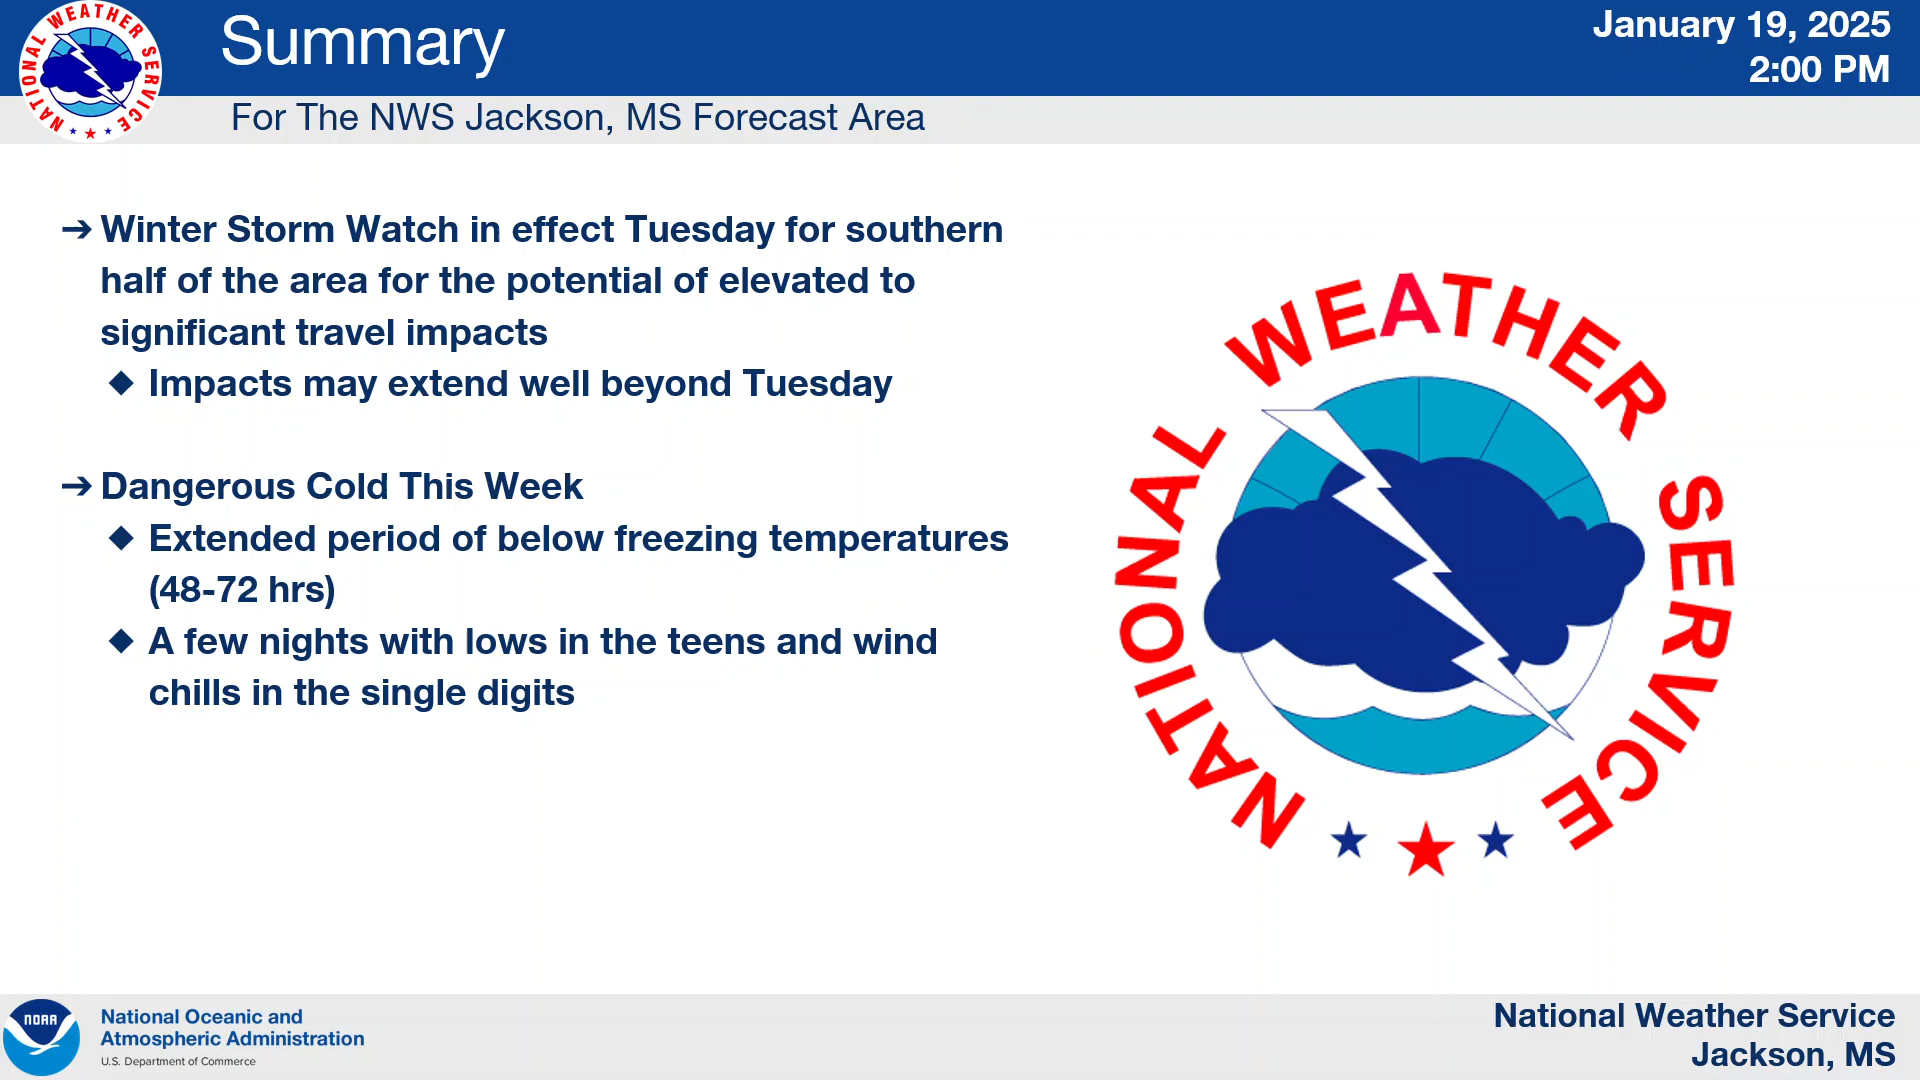 NATIONAL WEATHER SERVICE
Summary
January 19, 2025
2:00 PM
For The NWS Jackson, MS Forecast Area
➔ Winter Storm Watch in effect Tuesday for southern
half of the area for the potential of elevated to
significant travel impacts
◆ Impacts may extend well beyond Tuesday
➔ Dangerous Cold This Week
◆ Extended period of below freezing temperatures
(48-72 hrs)
◆ A few nights with lows in the teens and wind
chills in the single digits
NATIONAL WEATHER SERVICE
NOAA
National Oceanic and
Atmospheric Administration
U.S. Department of Commerce
National Weather Service
Jackson, MS